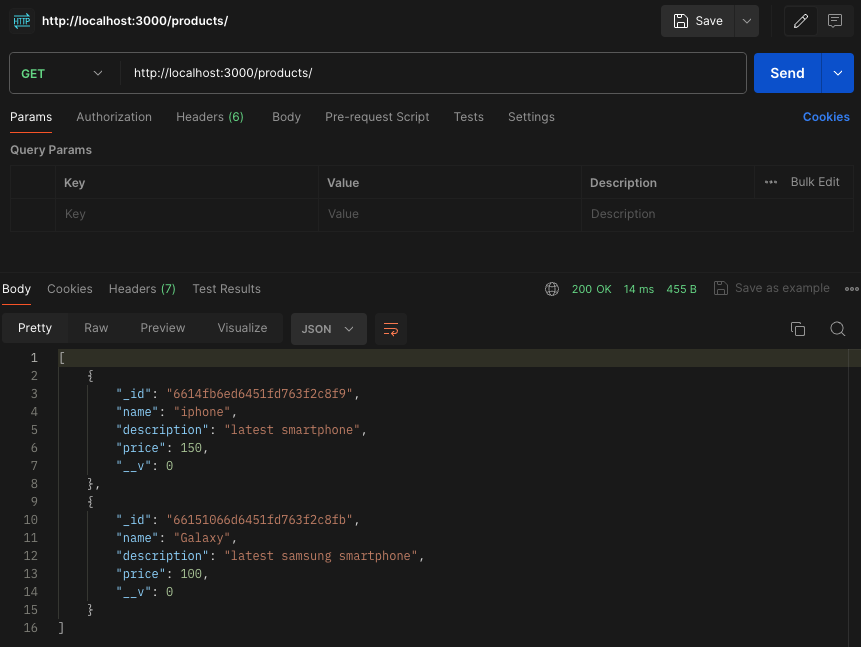 HTTP http://localhost:3000/products/ Save
GET http://localhost:3000/products/ Send
Params Authorization Headers (6) Body Pre-request Script Tests Settings Cookies
Query Params
Key Value Description ••• Bulk Edit
Key Value Description
Body Cookies Headers (7) Test Results 200 OK 14 ms 455 B Save as example
Pretty Raw Preview Visualize JSON
1 [
2 {
3 "_id": "6614fb6ed6451fd763f2c8f9",
4 "name": "iphone",
5 "description": "latest smartphone",
6 "price": 150,
7 "__v": 0
8 },
9 {
10 "_id": "66151066d6451fd763f2c8fb",
11 "name": "Galaxy",
12 "description": "latest samsung smartphone",
13 "price": 100,
14 "__v": 0
15 }
16 ]